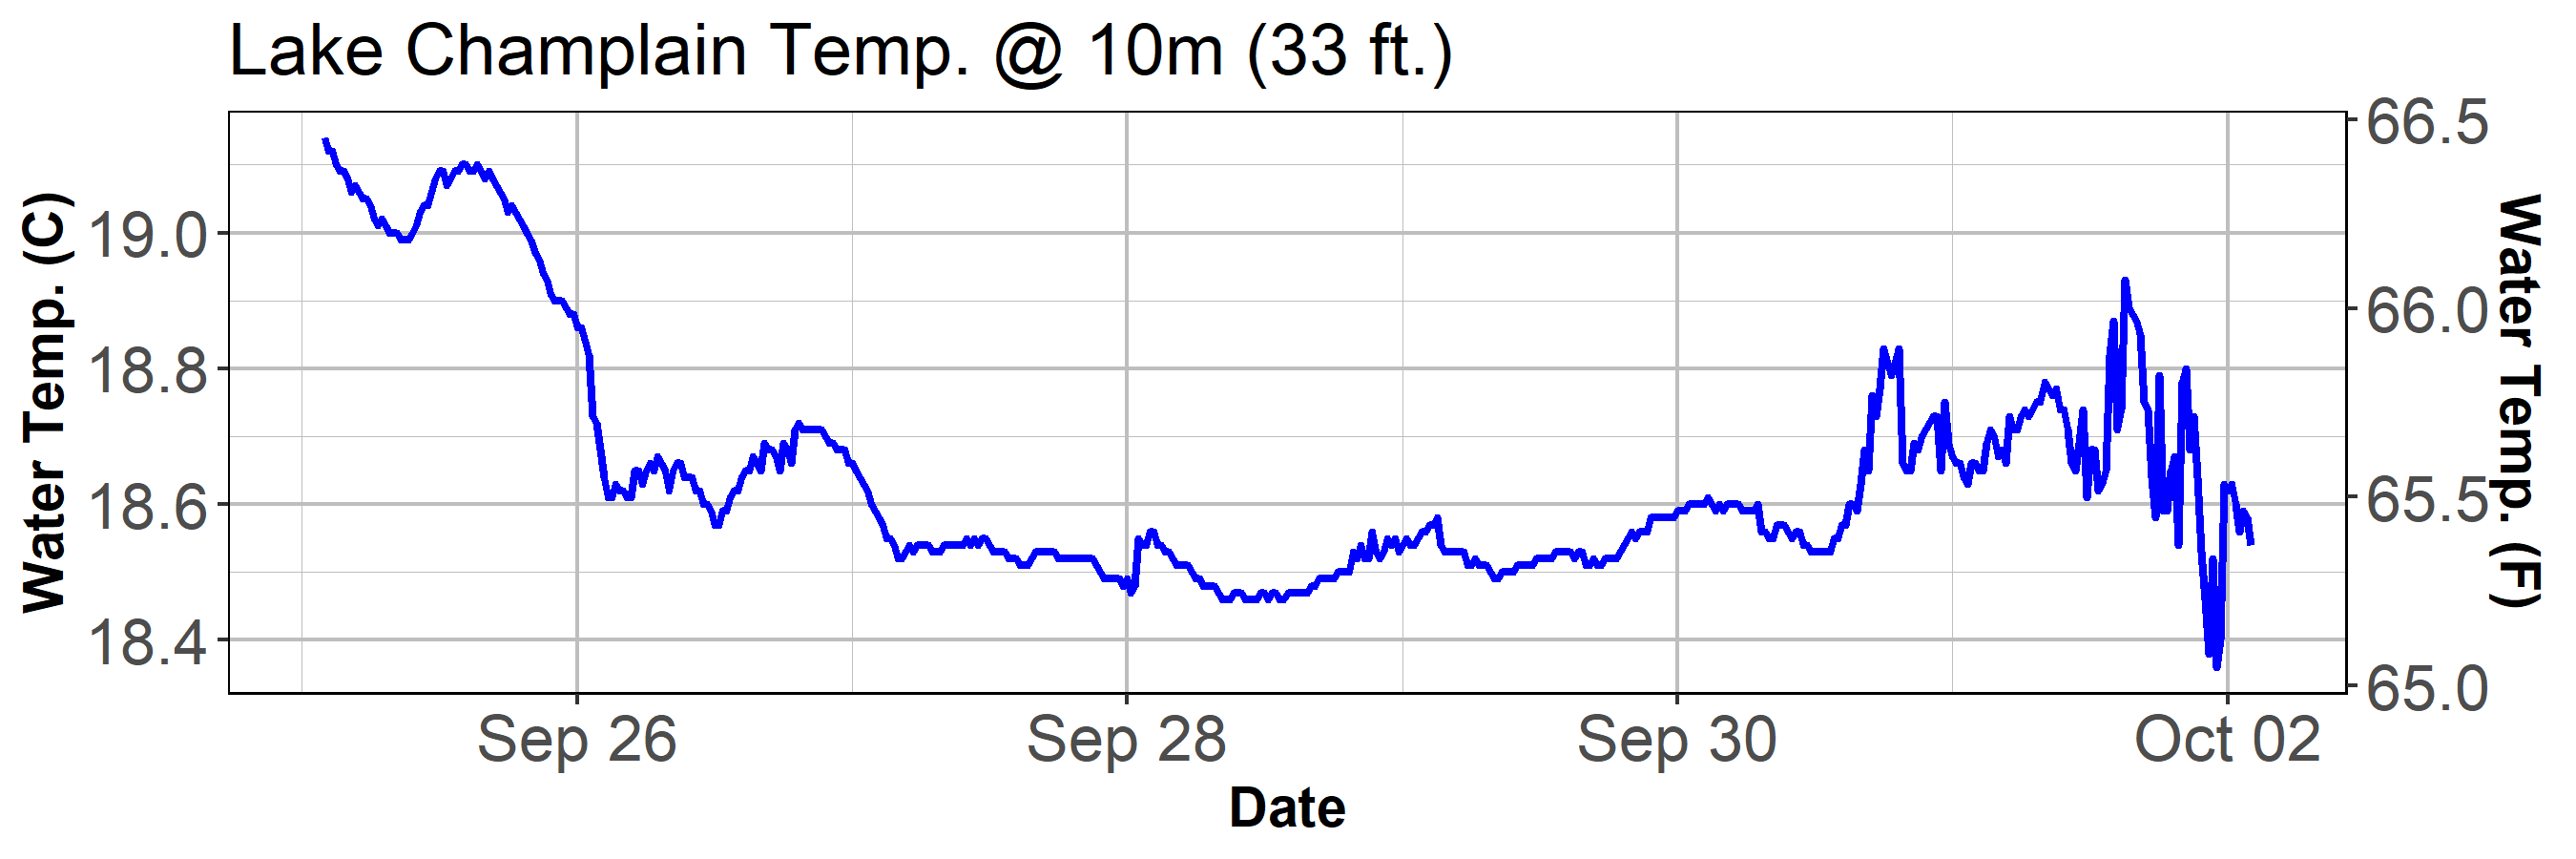 Lake Champlain Temp. @ 10m (33 ft.)
Water Temp. (C)
19.0
18.8
18.6
18.4
66.5
66.0
65.5
65.0
Water Temp. (F)
Sep 26
Sep 28
Sep 30
Oct 02
Date